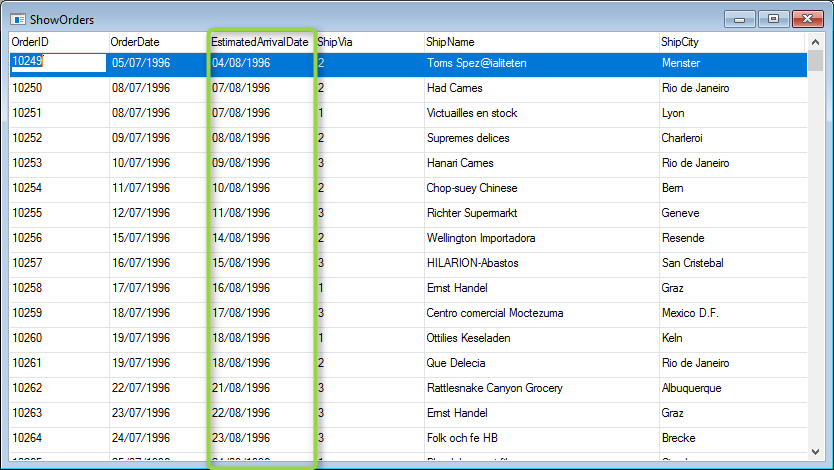 ShowOrders
OrderID OrderDate EstimatedArrivalDate ShipVia ShipName ShipCity
10249 05/07/1996 04/08/1996 2 Toms Spez@ialiteten Menster
10250 08/07/1996 07/08/1996 2 Had Carnes Rio de Janeiro
10251 08/07/1996 07/08/1996 1 Victuailles en stock Lyon
10252 09/07/1996 08/08/1996 2 Supremes delices Charleroi
10253 10/07/1996 09/08/1996 3 Hanari Carnes Rio de Janeiro
10254 11/07/1996 10/08/1996 2 Chop-suey Chinese Bern
10255 12/07/1996 11/08/1996 3 Richter Supermarkt Geneve
10256 15/07/1996 14/08/1996 2 Wellington Importadora Resende
10257 16/07/1996 15/08/1996 3 HILARION-Abastos San Cristebal
10258 17/07/1996 16/08/1996 1 Ernst Handel Graz
10259 18/07/1996 17/08/1996 3 Centro comercial Moctezuma Mexico D.F.
10260 19/07/1996 18/08/1996 1 Ottilies Keseladen Keln
10261 19/07/1996 18/08/1996 2 Que Delecia Rio de Janeiro
10262 22/07/1996 21/08/1996 3 Rattlesnake Canyon Grocery Albuquerque
10263 23/07/1996 22/08/1996 3 Ernst Handel Graz
10264 24/07/1996 23/08/1996 3 Folk och fe HB Brecke